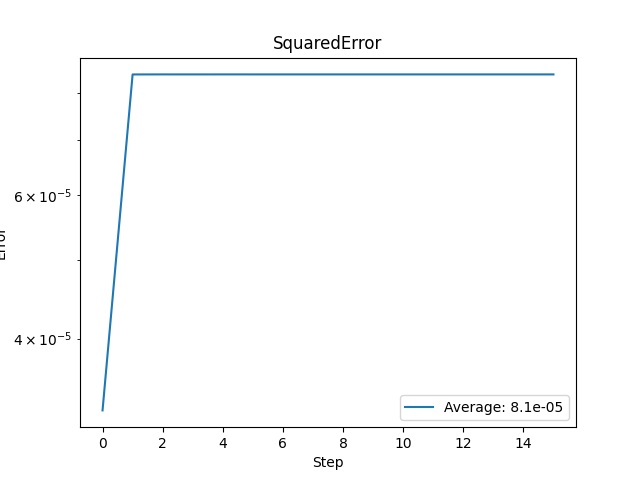 SquaredError
6 × 10⁻⁵
4 × 10⁻⁵
Error
Average: 8.1e-05
0 2 4 6 8 10 12 14
Step